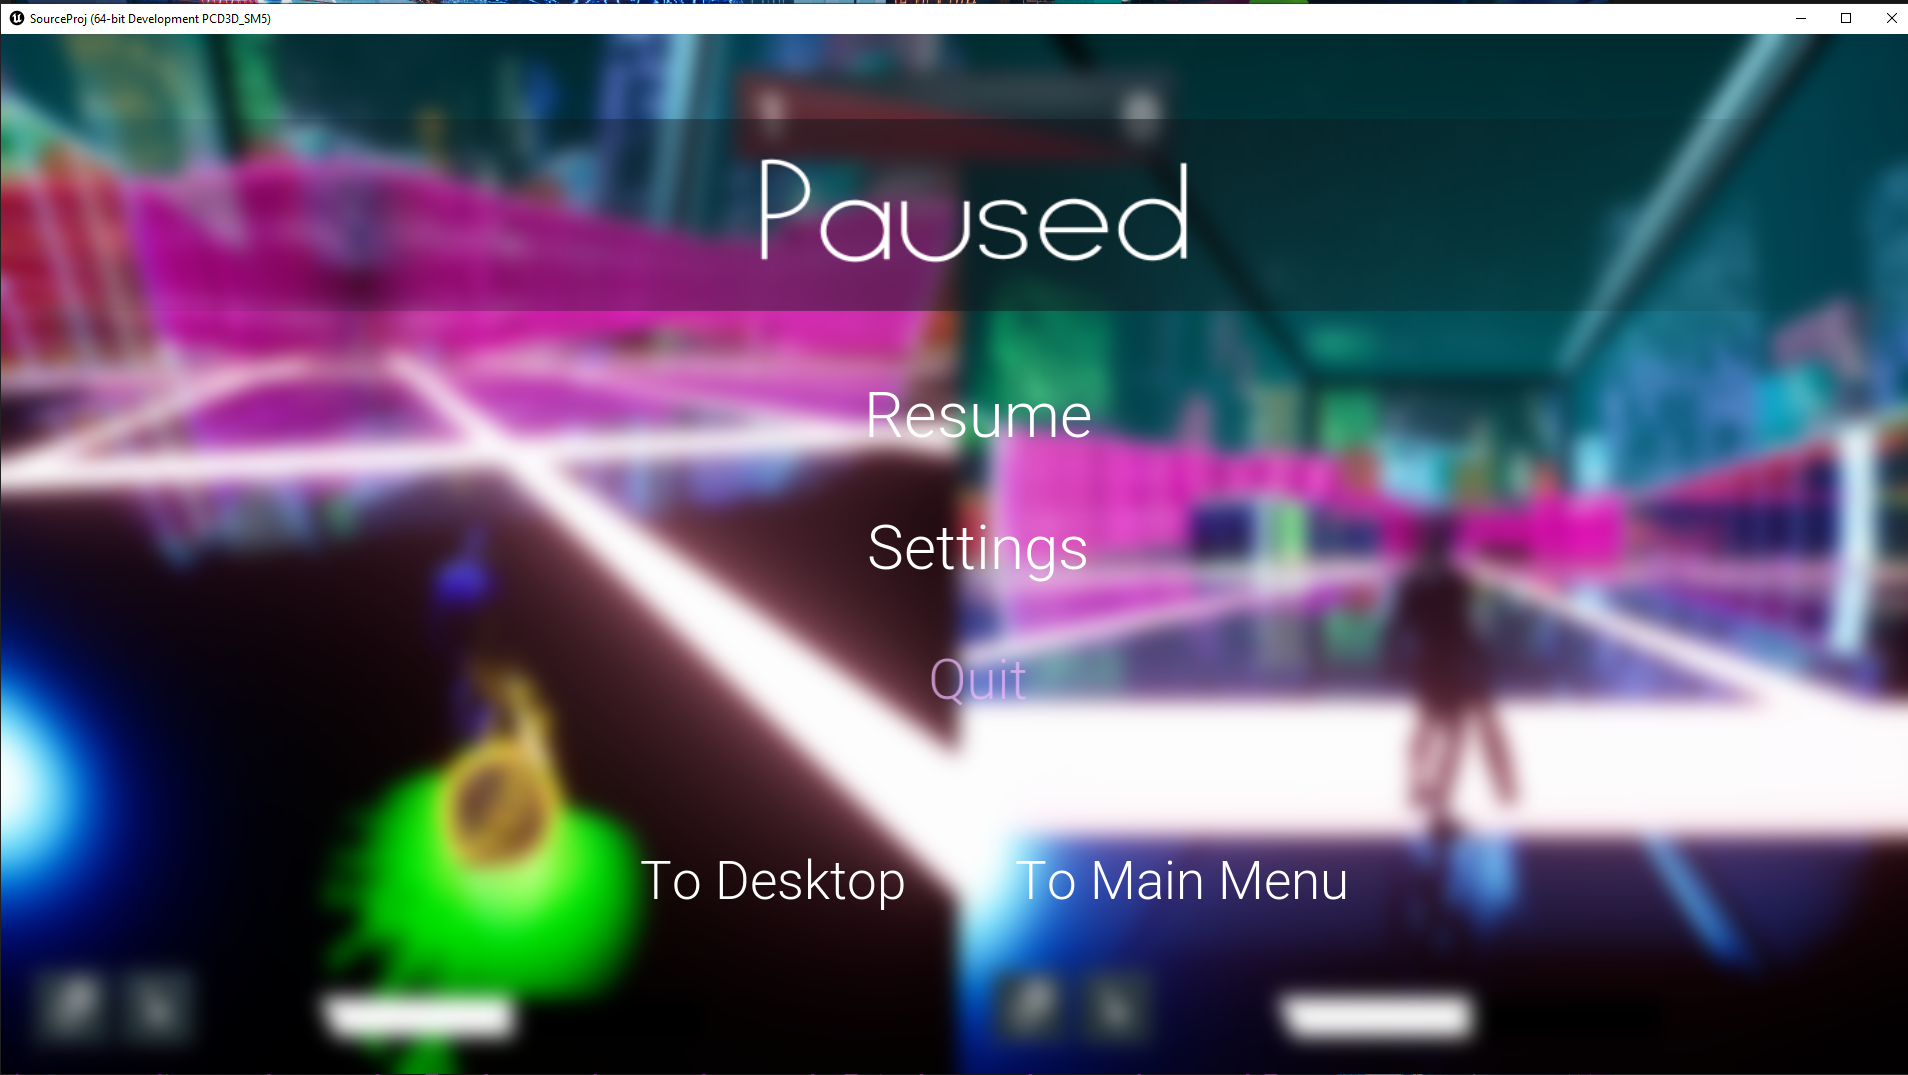 SourceProj (64-bit Development PCD3D_SM5)
Paused
Resume
Settings
Quit
To Desktop To Main Menu